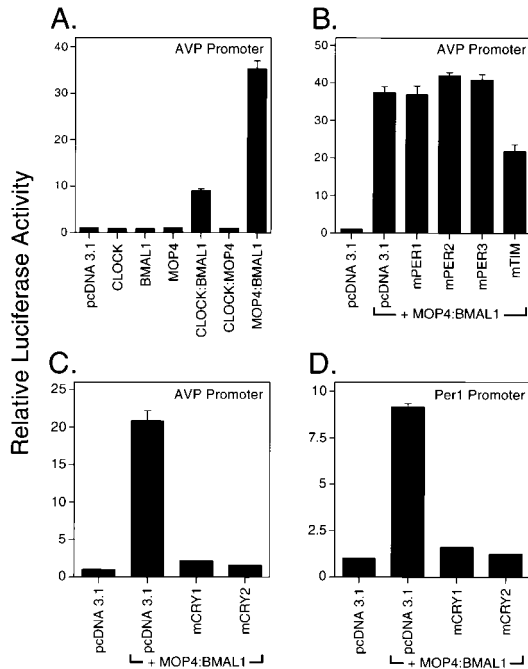 Relative Luciferase Activity
A.
AVP Promoter
40
30
20
10
0
pcDNA 3.1
CLOCK
BMAL1
MOP4
CLOCK:BMAL1
CLOCK:MOP4
MOP4:BMAL1
B.
AVP Promoter
50
40
30
20
10
0
pcDNA 3.1
pcDNA 3.1
mPER1
mPER2
mPER3
mTIM
+ MOP4:BMAL1
C.
AVP Promoter
25
20
15
10
5
0
pcDNA 3.1
pcDNA 3.1
mCRY1
mCRY2
+ MOP4:BMAL1
D.
Per1 Promoter
10
7.5
5
2.5
0
pcDNA 3.1
pcDNA 3.1
mCRY1
mCRY2
+ MOP4:BMAL1